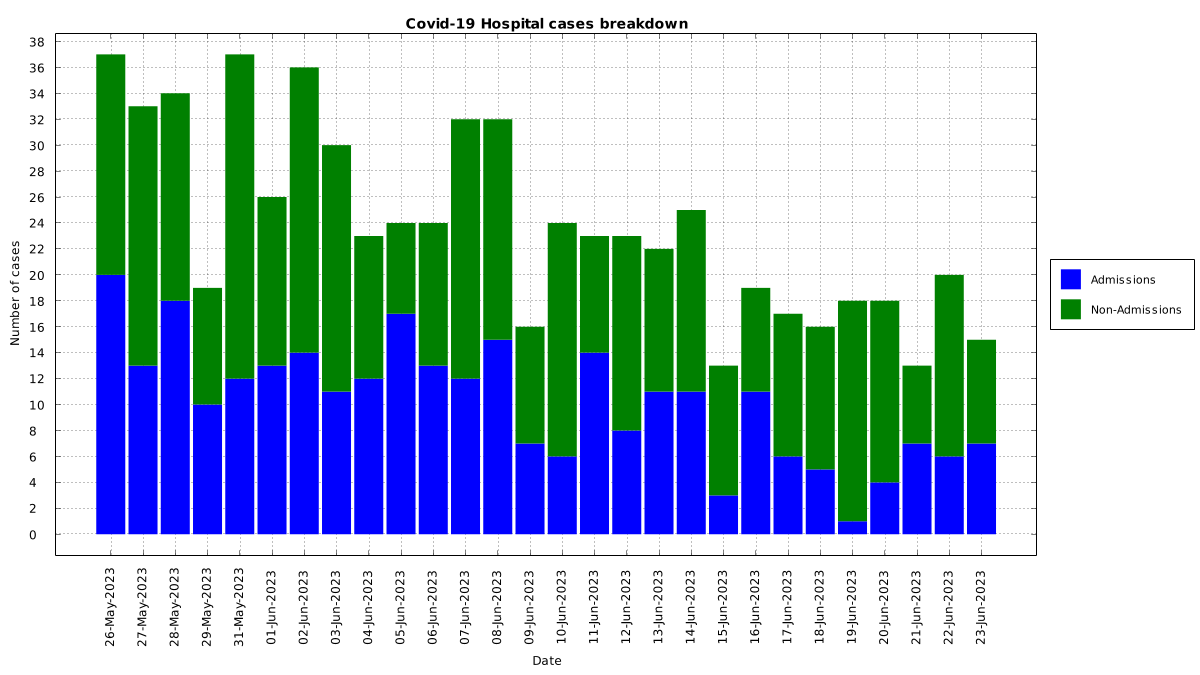 Covid-19 Hospital cases breakdown
38
36
34
32
30
28
26
24
22
20
18
16
14
12
10
8
6
4
2
0
Number of cases
26-May-2023
27-May-2023
28-May-2023
29-May-2023
31-May-2023
01-Jun-2023
02-Jun-2023
03-Jun-2023
04-Jun-2023
05-Jun-2023
06-Jun-2023
07-Jun-2023
08-Jun-2023
09-Jun-2023
10-Jun-2023
11-Jun-2023
12-Jun-2023
13-Jun-2023
14-Jun-2023
15-Jun-2023
16-Jun-2023
17-Jun-2023
18-Jun-2023
19-Jun-2023
20-Jun-2023
21-Jun-2023
22-Jun-2023
23-Jun-2023
Date
Admissions
Non-Admissions